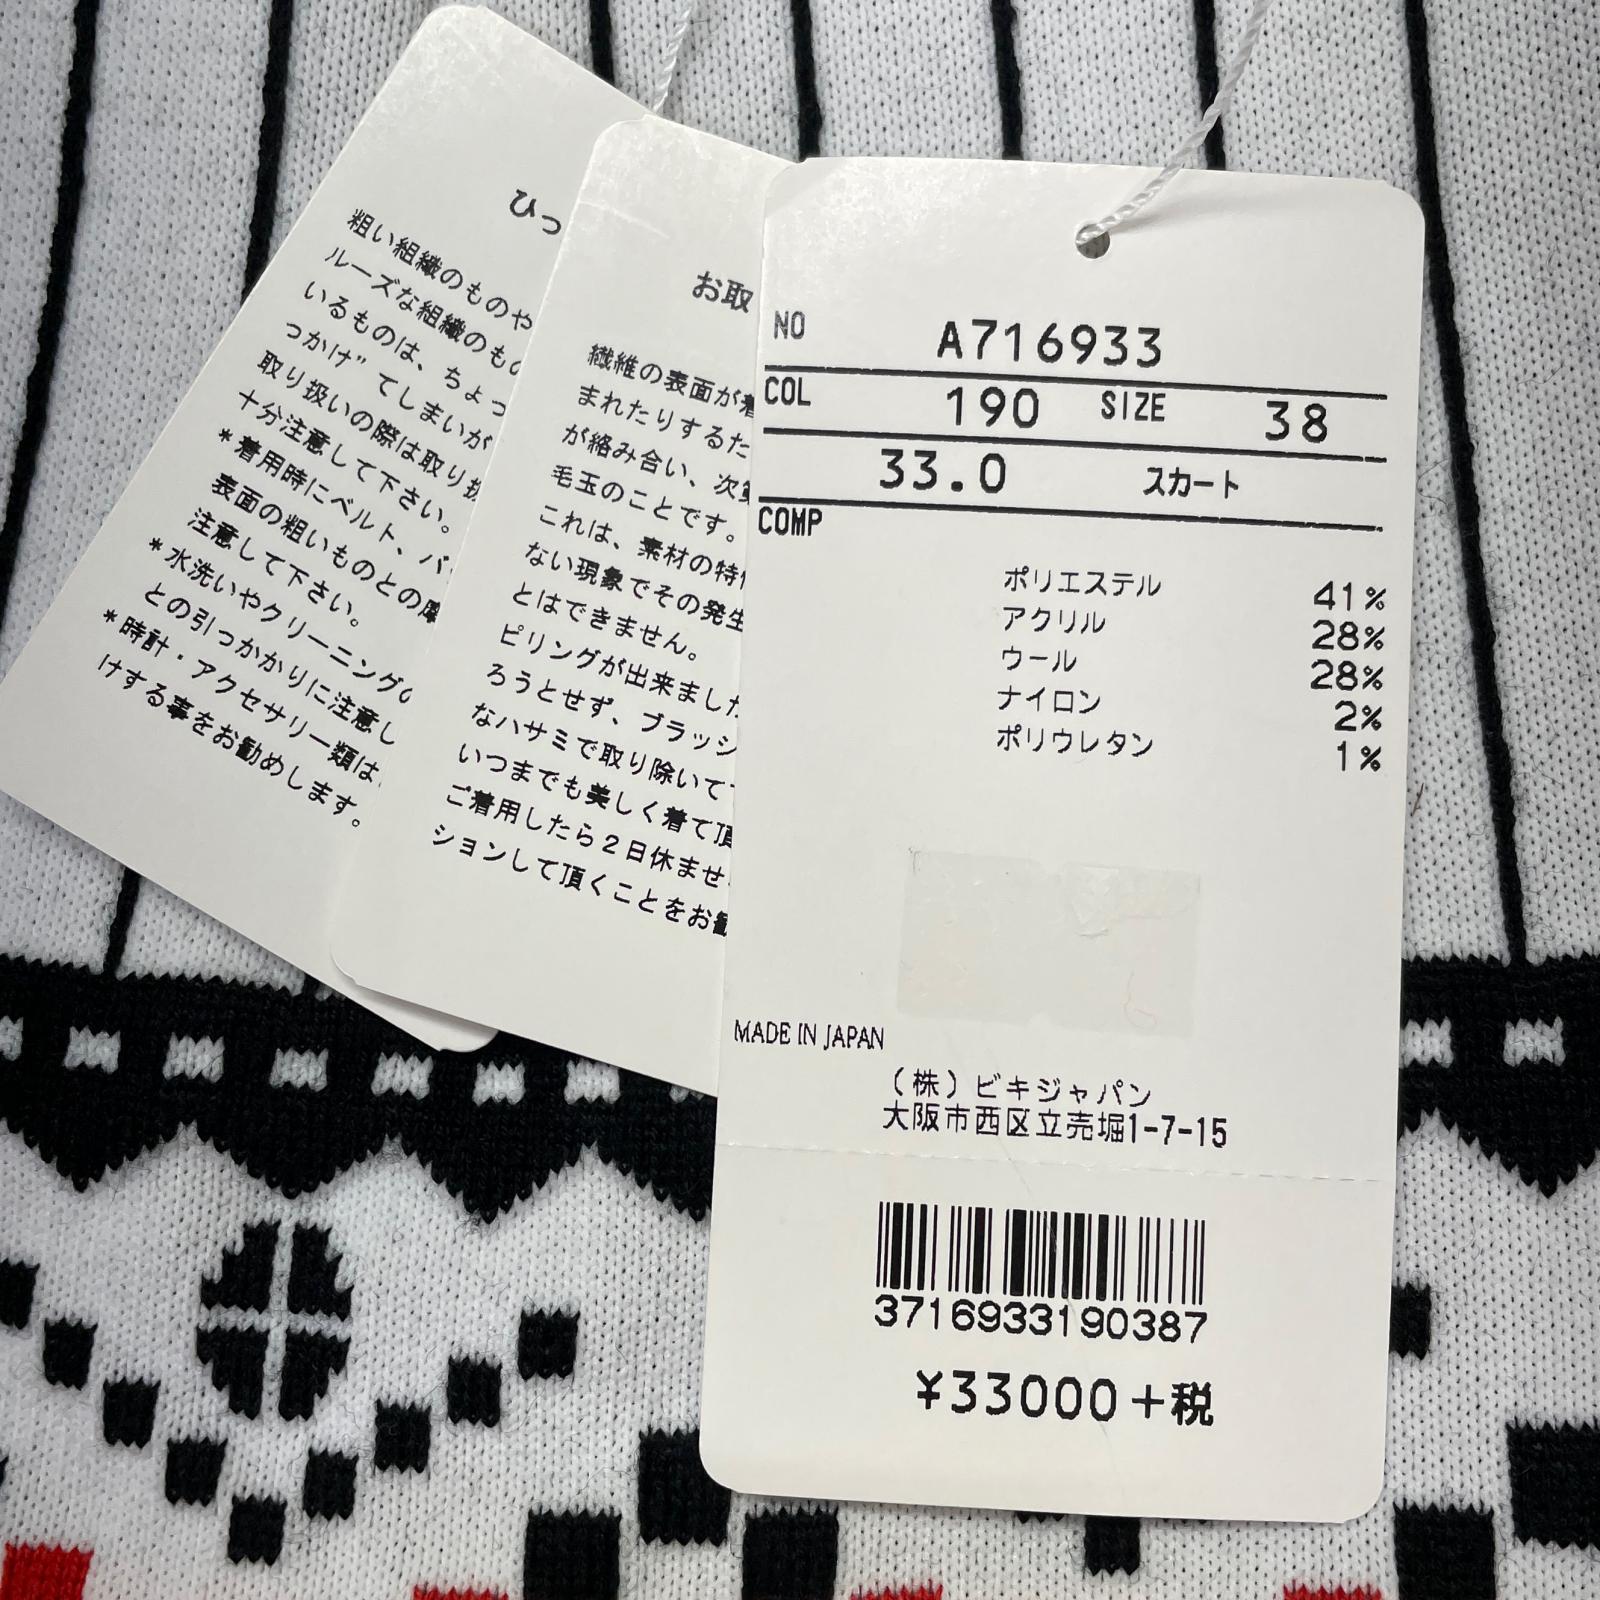 ひっ
粗い組織のものや
ルーズな組織のもの
いるものは、ちょっ
っかけ”てしまいが
取り扱いの際は取り扱
十分注意して下さい。
*着用時にベルト、バ
表面の粗いものとの摩
注意して下さい。
*水洗いやクリーニングの
との引っかかりに注意し
*時計・アクセサリー類は
けする事をお勧めします。
お取
繊維の表面が着
まれたりするた
が絡み合い、次第
毛玉のことです。
これは、素材の特性
ない現象でその発生
とはできません。
ピリングが出来ました
ろうとせず、ブラッシ
なハサミで取り除いて
いつまでも美しく着て頂
ご着用したら2日休ませ
ションして頂くことをお勧
NO A716933
COL 190 SIZE 38
33.0 スカート
COMP
ポリエステル 41%
アクリル 28%
ウール 28%
ナイロン 2%
ポリウレタン 1%
MADE IN JAPAN
(株)ビキジャパン
大阪市西区立売堀1-7-15
3716933190387
¥33000+税